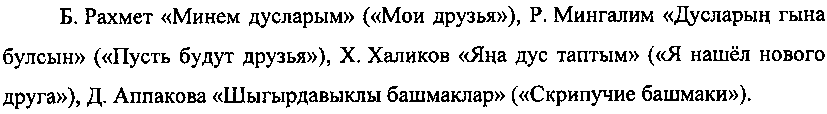 Б. Рахмет «Минем дусларым» («Мои друзья»), Р. Мингалим «Дусларың гына
булсын» («Пусть будут друзья»), Х. Халиков «Яңа дус таптым» («Я нашёл нового
друга»), Д. Аппакова «Шыгырдавыклы башмаклар» («Скрипучие башмаки»).